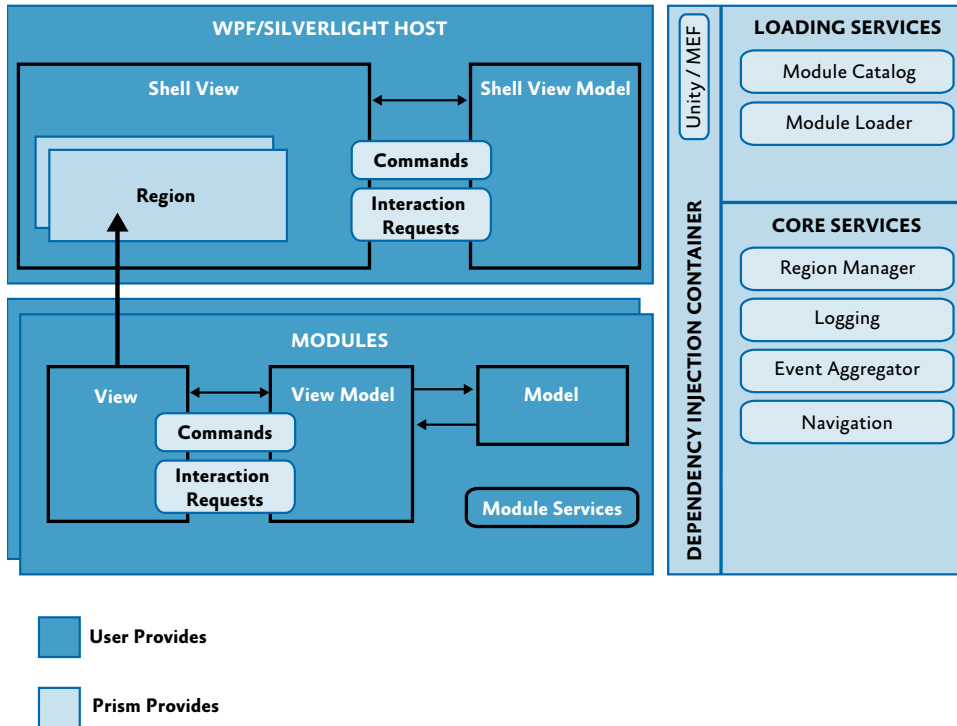 WPF/SILVERLIGHT HOST
Shell View
Shell View Model
Commands
Interaction
Requests
Region
MODULES
View
View Model
Model
Commands
Interaction
Requests
Module Services
Unity / MEF
DEPENDENCY INJECTION CONTAINER
LOADING SERVICES
Module Catalog
Module Loader
CORE SERVICES
Region Manager
Logging
Event Aggregator
Navigation
User Provides
Prism Provides